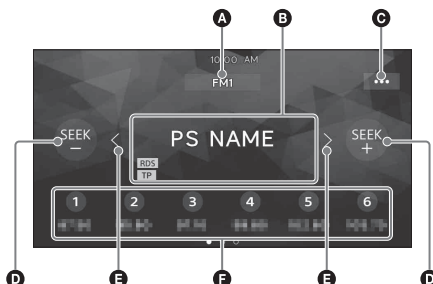 A B C
10:00 AM
FM1
SEEK − PS NAME SEEK +
RDS
TP
1 2 3 4 5 6
D E F E D